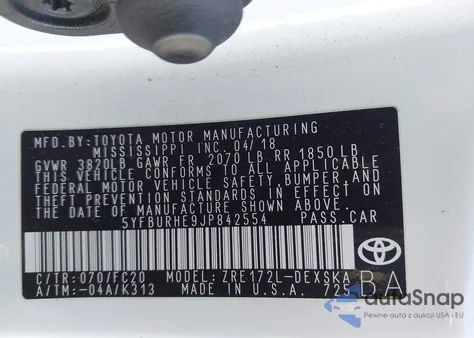 MFD.BY:TOYOTA MOTOR MANUFACTURING
MISSISSIPPI INC. 04/18
GVWR 3820LB GAWR FR 2070 LB RR 1850 LB
THIS VEHICLE CONFORMS TO ALL APPLICABLE
FEDERAL MOTOR VEHICLE SAFETY, BUMPER, AND
THEFT PREVENTION STANDARDS IN EFFECT ON
THE DATE OF MANUFACTURE SHOWN ABOVE.
5YFBURHE9JP842554 PASS.CAR
TOYOTA
C/TR: 070/FC20 MODEL: ZRE172L-DEXSKA BA
A/TM: -04A/K313 MADE IN U.S.A. 725
autoSnap
Pewne auta z aukcji USA - EU